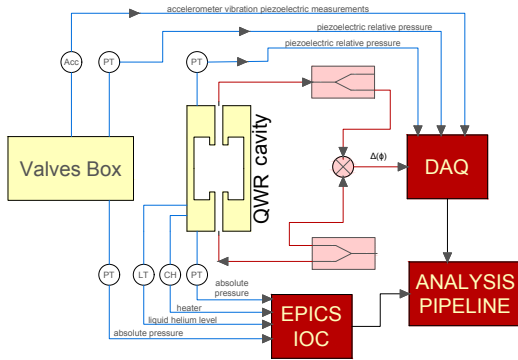 accelerometer vibration piezoelectric measurements
piezoelectric relative pressure
piezoelectric relative pressure
Acc
PT
PT
QWR cavity
Valves Box
Δ(ϕ)
DAQ
PT
LT
CH
PT
absolute
pressure
heater
liquid helium level
absolute pressure
EPICS
IOC
ANALYSIS
PIPELINE